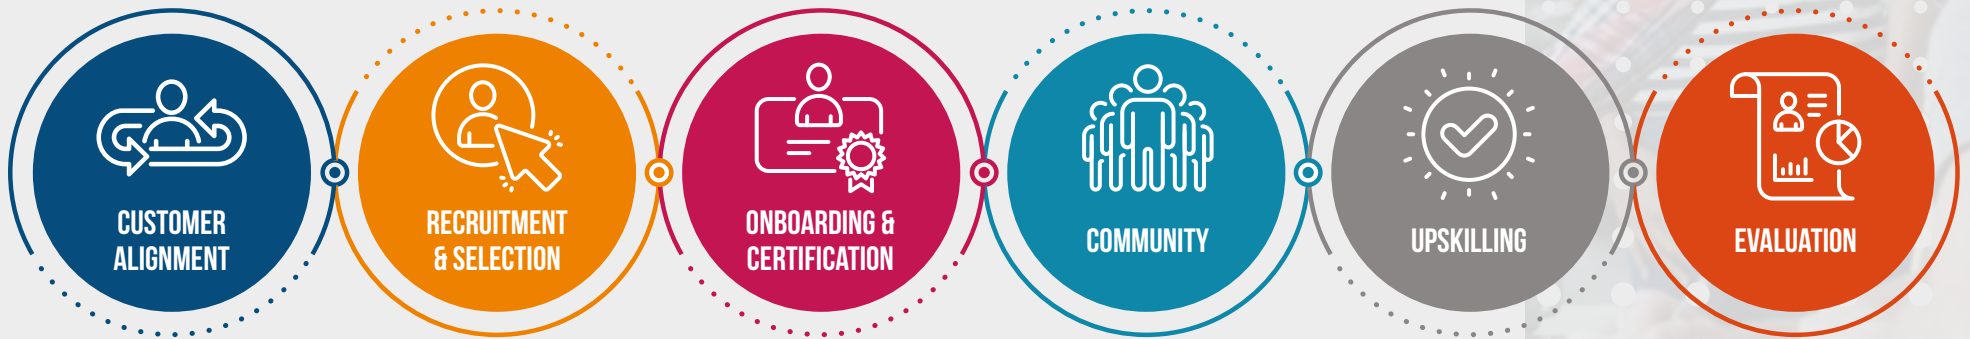 CUSTOMER
ALIGNMENT
RECRUITMENT
& SELECTION
ONBOARDING &
CERTIFICATION
COMMUNITY
UPSKILLING
EVALUATION